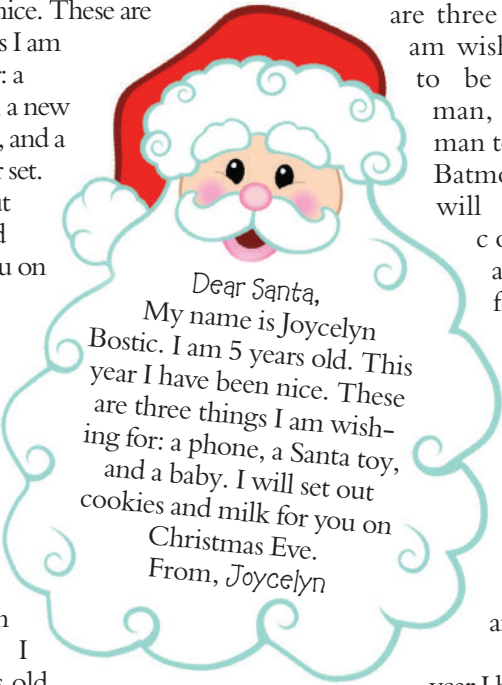 nice. These are
s I am
: a
a new
, and a
r set.
u on
are three
am wish
to be
man,
man t
Batmo
will
c o
a
f
Dear Santa,
My name is Joycelyn
Bostic. I am 5 years old. This
year I have been nice. These
are three things I am wish-
ing for: a phone, a Santa toy,
and a baby. I will set out
cookies and milk for you on
Christmas Eve.
From, Joycelyn
I
s old
a
year I